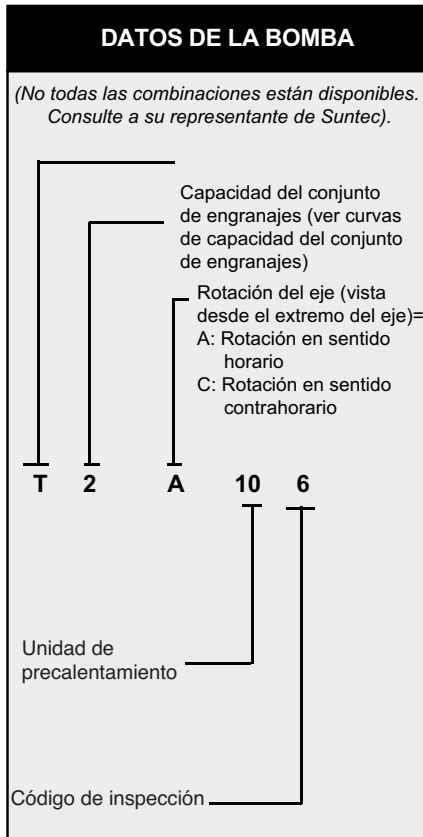 DATOS DE LA BOMBA
(No todas las combinaciones están disponibles.
Consulte a su representante de Suntec).
Capacidad del conjunto
de engranajes (ver curvas
de capacidad del conjunto
de engranajes)
Rotación del eje (vista
desde el extremo del eje)=
A: Rotación en sentido
horario
C: Rotación en sentido
contrahorario
T 2 A 10 6
Unidad de
precalentamiento
Código de inspección